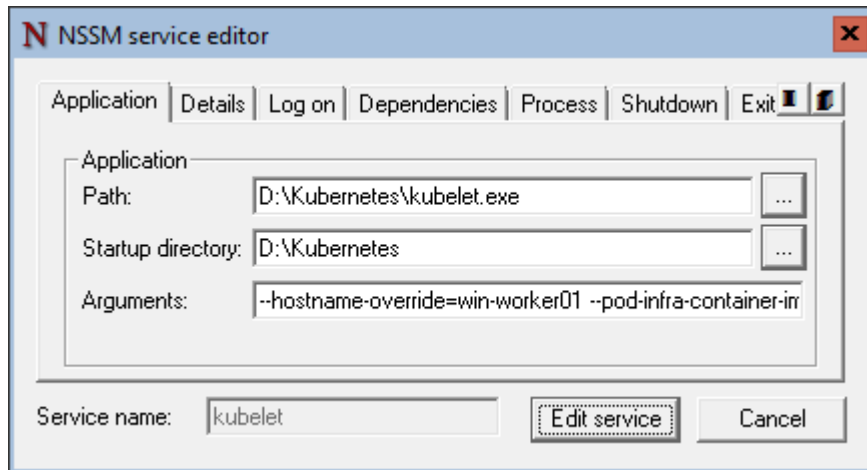 NSSM service editor
Application Details Log on Dependencies Process Shutdown Exit
Application
Path: D:\Kubernetes\kubelet.exe ...
Startup directory: D:\Kubernetes ...
Arguments: --hostname-override=win-worker01 --pod-infra-container-
Service name: kubelet Edit service Cancel